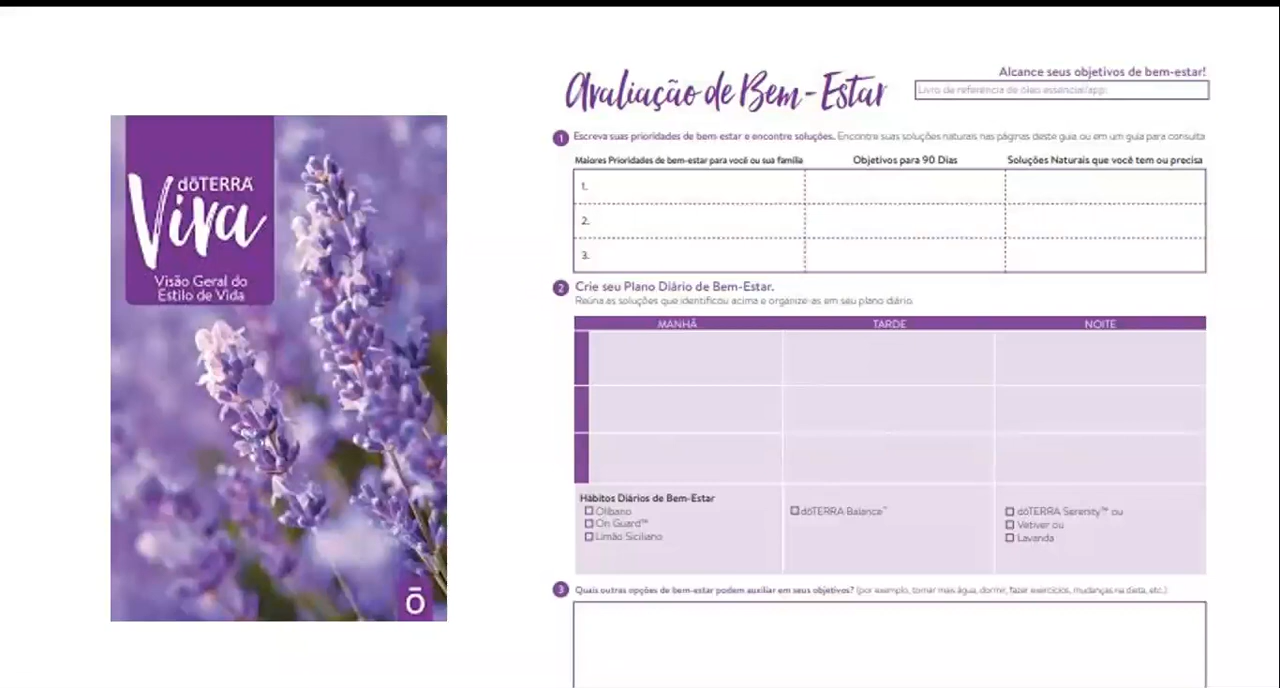 dōTERRA
Viva
Visão Geral do
Estilo de Vida
ō
Avaliação de Bem-Estar
Alcance seus objetivos de bem-estar!
Livro de referência de óleo essencial/app:
1 Escreva suas prioridades de bem-estar e encontre soluções. Encontre suas soluções naturais nas páginas deste guia ou em um guia para consulta
Maiores Prioridades de bem-estar para você ou sua família Objetivos para 90 Dias Soluções Naturais que você tem ou precisa
1.
2.
3.
2 Crie seu Plano Diário de Bem-Estar.
Reúna as soluções que identificou acima e organize-as em seu plano diário.
MANHÃ TARDE NOITE
Hábitos Diários de Bem-Estar
Olíbano
On Guard™
Limão Siciliano
dōTERRA Balance™
dōTERRA Serenity™ ou
Vetiver ou
Lavanda
3 Quais outras opções de bem-estar podem auxiliar em seus objetivos? (por exemplo, tomar mais água, dormir, fazer exercícios, mudanças na dieta, etc.)